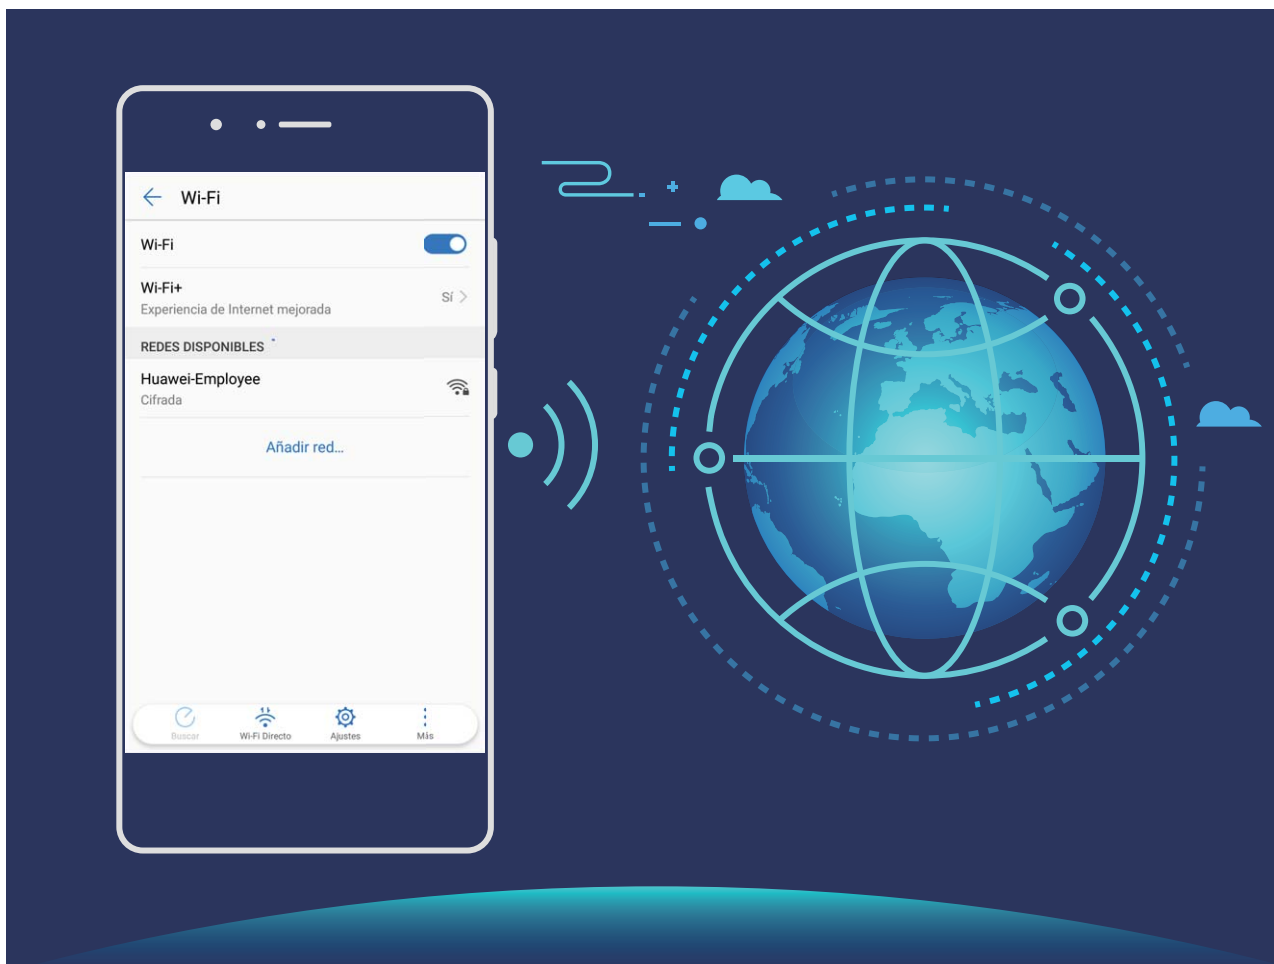 Wi-Fi
Wi-Fi
Wi-Fi+
Experiencia de Internet mejorada
Sí
REDES DISPONIBLES
Huawei-Employee
Cifrada
Añadir red...
Buscar
Wi-Fi Directo
Ajustes
Más